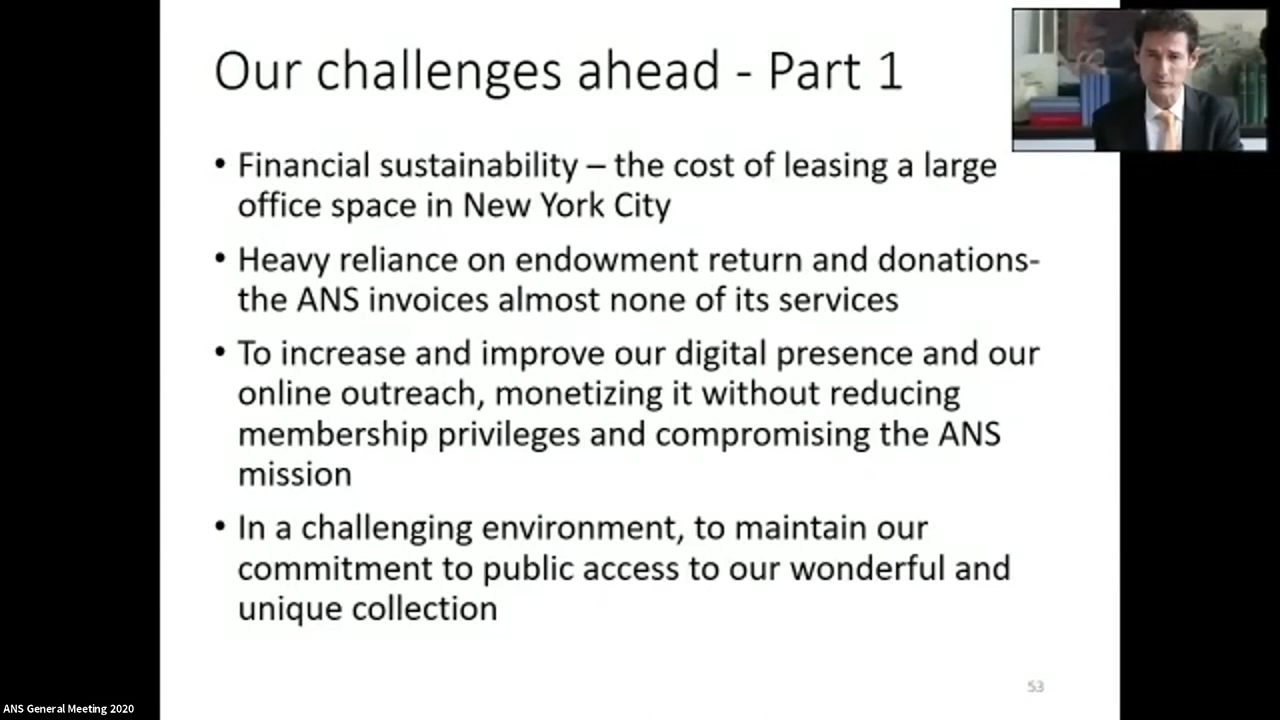 Our challenges ahead - Part 1
• Financial sustainability – the cost of leasing a large
office space in New York City
• Heavy reliance on endowment return and donations-
the ANS invoices almost none of its services
• To increase and improve our digital presence and our
online outreach, monetizing it without reducing
membership privileges and compromising the ANS
mission
• In a challenging environment, to maintain our
commitment to public access to our wonderful and
unique collection
53
ANS General Meeting 2020